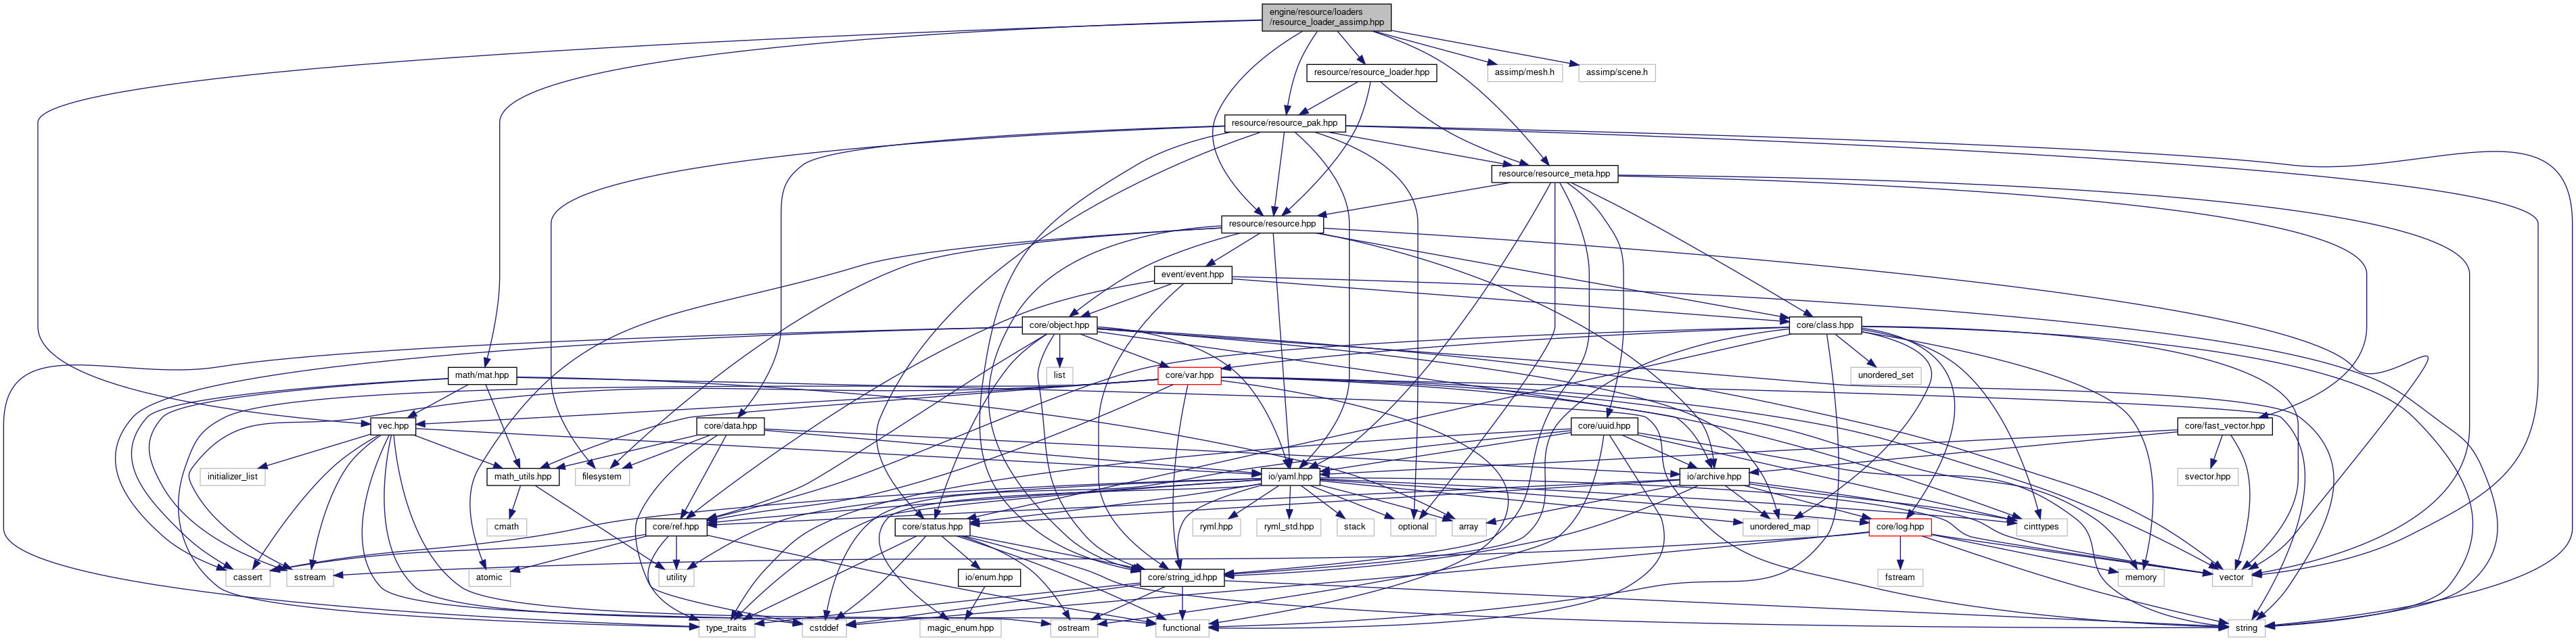 engine/resource/loaders
/resource_loader_assimp.hpp
resource/resource_loader.hpp
assimp/mesh.h
assimp/scene.h
resource/resource_pak.hpp
resource/resource_meta.hpp
resource/resource.hpp
event/event.hpp
core/object.hpp
core/class.hpp
math/mat.hpp
list
core/var.hpp
unordered_set
vec.hpp
core/data.hpp
core/uuid.hpp
core/fast_vector.hpp
initializer_list
math_utils.hpp
filesystem
io/yaml.hpp
io/archive.hpp
svector.hpp
cmath
core/ref.hpp
core/status.hpp
ryml.hpp
ryml_std.hpp
stack
optional
array
unordered_map
core/log.hpp
cinttypes
cassert
sstream
atomic
utility
io/enum.hpp
core/string_id.hpp
fstream
memory
vector
type_traits
cstddef
magic_enum.hpp
ostream
functional
string